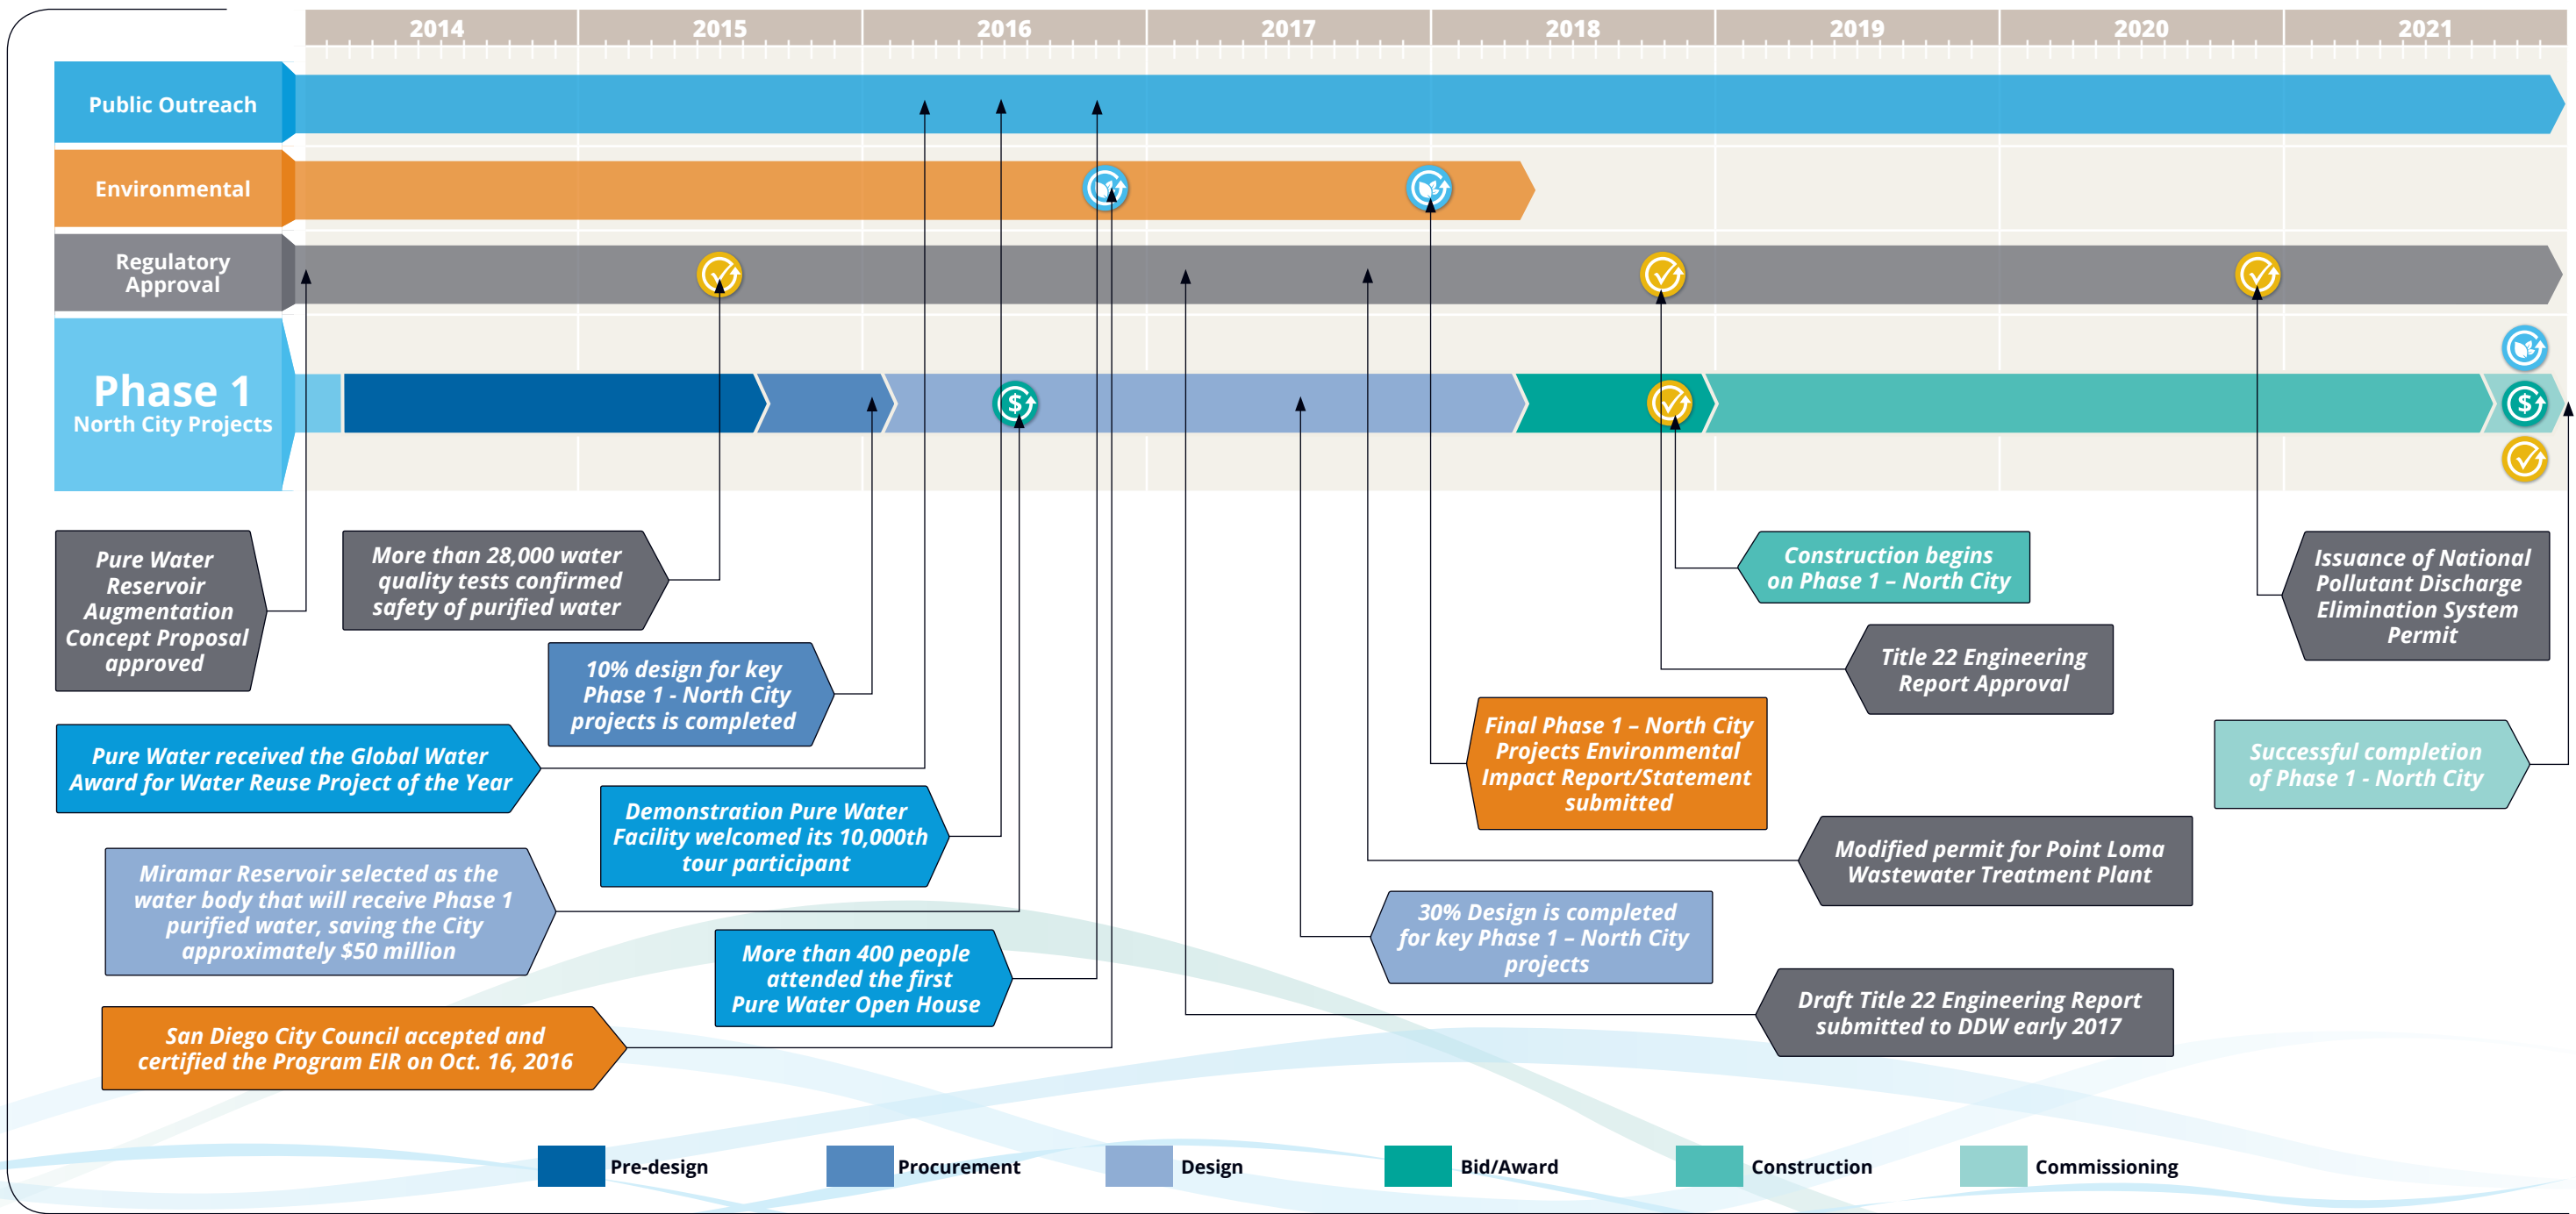 2014 2015 2016 2017 2018 2019 2020 2021
Public Outreach
Environmental
Regulatory
Approval
Phase 1
North City Projects
$
$
Pure Water
Reservoir
Augmentation
Concept Proposal
approved
More than 28,000 water
quality tests confirmed
safety of purified water
10% design for key
Phase 1 - North City
projects is completed
Pure Water received the Global Water
Award for Water Reuse Project of the Year
Demonstration Pure Water
Facility welcomed its 10,000th
tour participant
Miramar Reservoir selected as the
water body that will receive Phase 1
purified water, saving the City
approximately $50 million
More than 400 people
attended the first
Pure Water Open House
San Diego City Council accepted and
certified the Program EIR on Oct. 16, 2016
Construction begins
on Phase 1 – North City
Title 22 Engineering
Report Approval
Issuance of National
Pollutant Discharge
Elimination System
Permit
Final Phase 1 – North City
Projects Environmental
Impact Report/Statement
submitted
Successful completion
of Phase 1 - North City
Modified permit for Point Loma
Wastewater Treatment Plant
30% Design is completed
for key Phase 1 – North City
projects
Draft Title 22 Engineering Report
submitted to DDW early 2017
Pre-design
Procurement
Design
Bid/Award
Construction
Commissioning